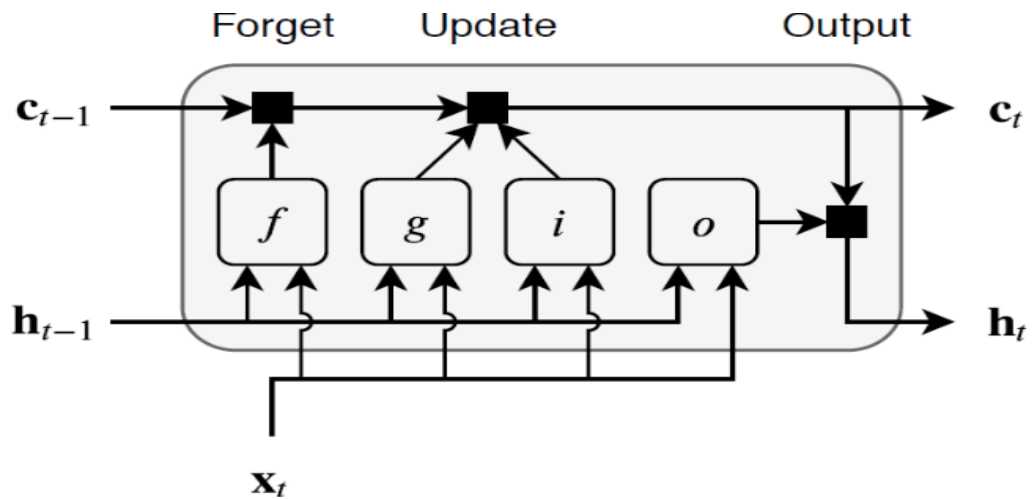 Forget Update Output
c_{t−1} c_t
f g i o
h_{t−1} h_t
x_t